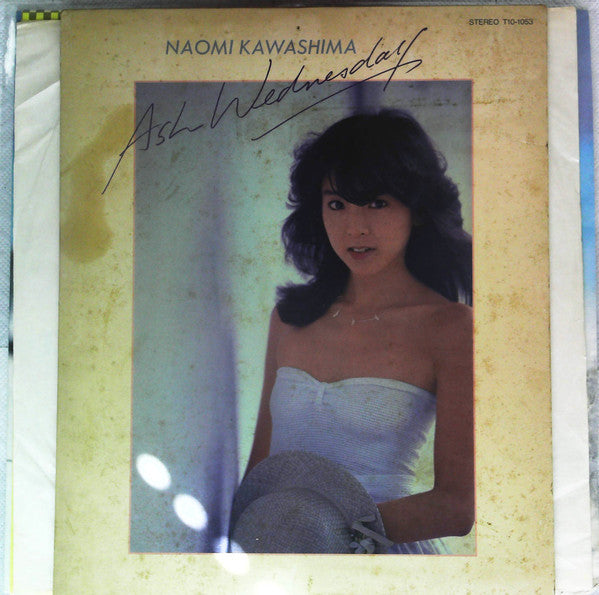 STEREO T10-1053
NAOMI KAWASHIMA
Ash Wednesday